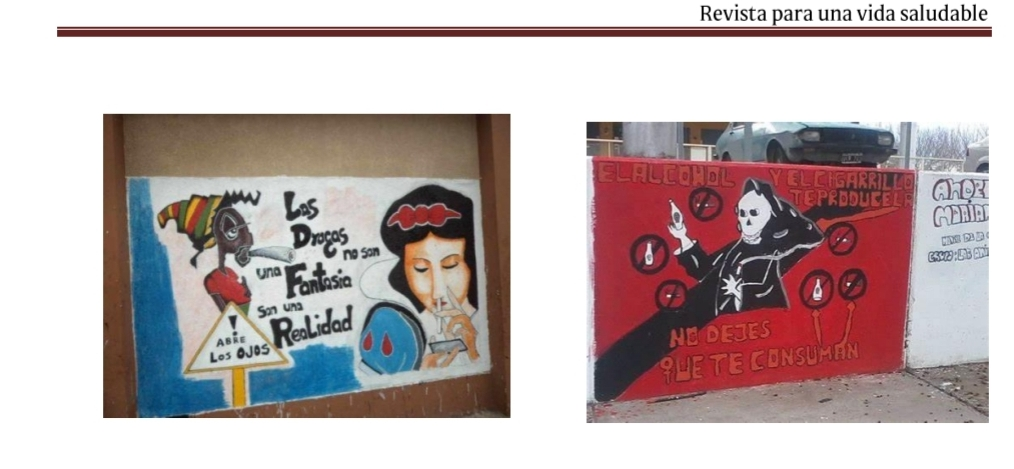 Revista para una vida saludable
Las
Drogas
no son
una
Fantasia
Son una
ReaLidad
!
ABRE
LOS OJOS
EL ALCOHOL Y EL CIGARRILLO
TE PRODUCE LA
NO DEJES
QUE TE CONSUMAN